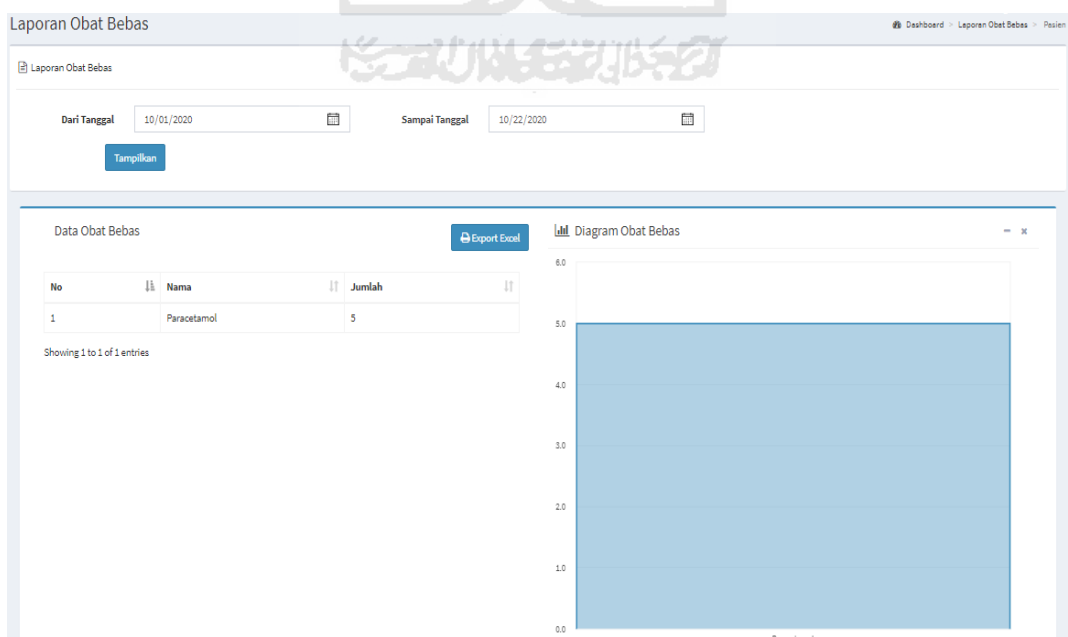 Laporan Obat Bebas
Dashboard > Laporan Obat Bebas > Pasien
Laporan Obat Bebas
Dari Tanggal 10/01/2020 Sampai Tanggal 10/22/2020
Tampilkan
Data Obat Bebas
Export Excel
No Nama Jumlah
1 Paracetamol 5
Showing 1 to 1 of 1 entries
Diagram Obat Bebas
6.0
5.0
4.0
3.0
2.0
1.0
0.0